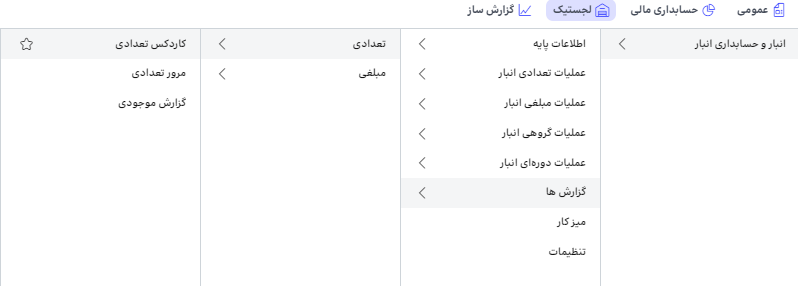 عمومی
حسابداری مالی
لجستیک
گزارش ساز
انبار و حسابداری انبار
اطلاعات پایه
عملیات تعدادی انبار
عملیات مبلغی انبار
عملیات گروهی انبار
عملیات دوره‌ای انبار
گزارش ها
میز کار
تنظیمات
تعدادی
مبلغی
کاردکس تعدادی
مرور تعدادی
گزارش موجودی